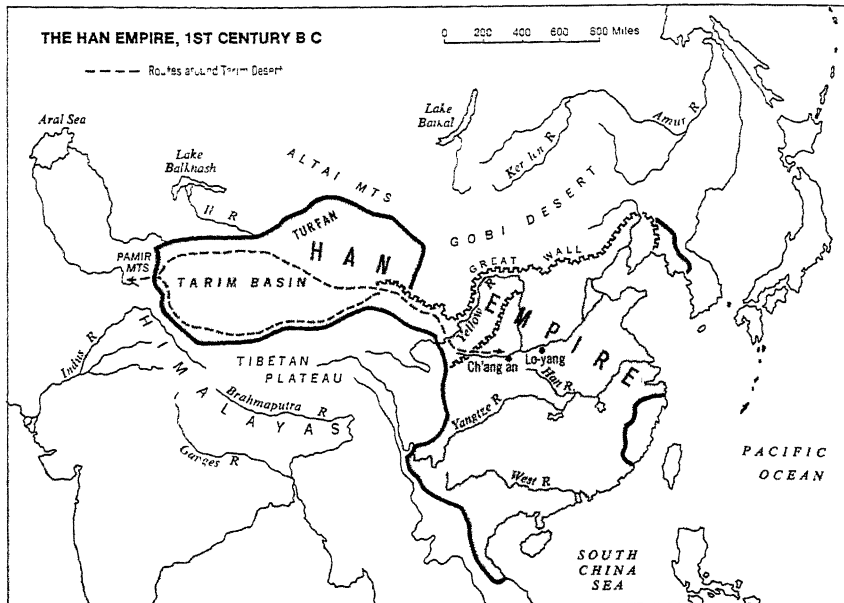 THE HAN EMPIRE, 1ST CENTURY B C
0 200 400 600 800 Miles
Routes around Tarim Desert
Aral Sea
Lake
Balkhash
Ili R
ALTAI MTS
Lake
Baikal
Kerulen R
Amur R
GOBI DESERT
TURFAN
HAN
EMPIRE
GREAT WALL
PAMIR
MTS
TARIM BASIN
Yellow R
Ch'ang an
Lo-yang
Han R.
Indus R
HIMALAYAS
TIBETAN
PLATEAU
Brahmaputra R
Ganges R
Yangtze R
West R
PACIFIC
OCEAN
SOUTH
CHINA
SEA